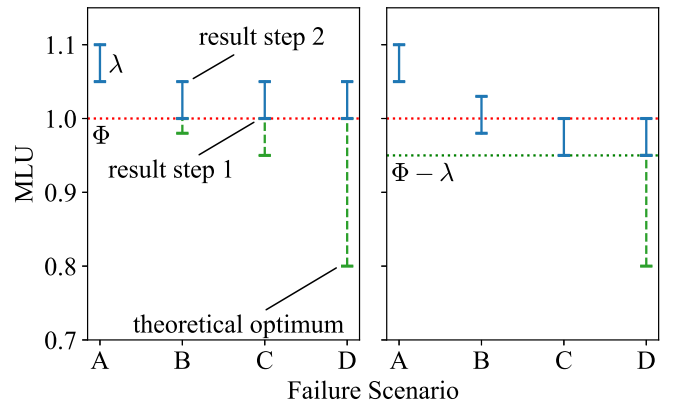 1.1
1.0
0.9
0.8
0.7
MLU
λ
result step 2
Φ
result step 1
theoretical optimum
A B C D
Φ − λ
A B C D
Failure Scenario